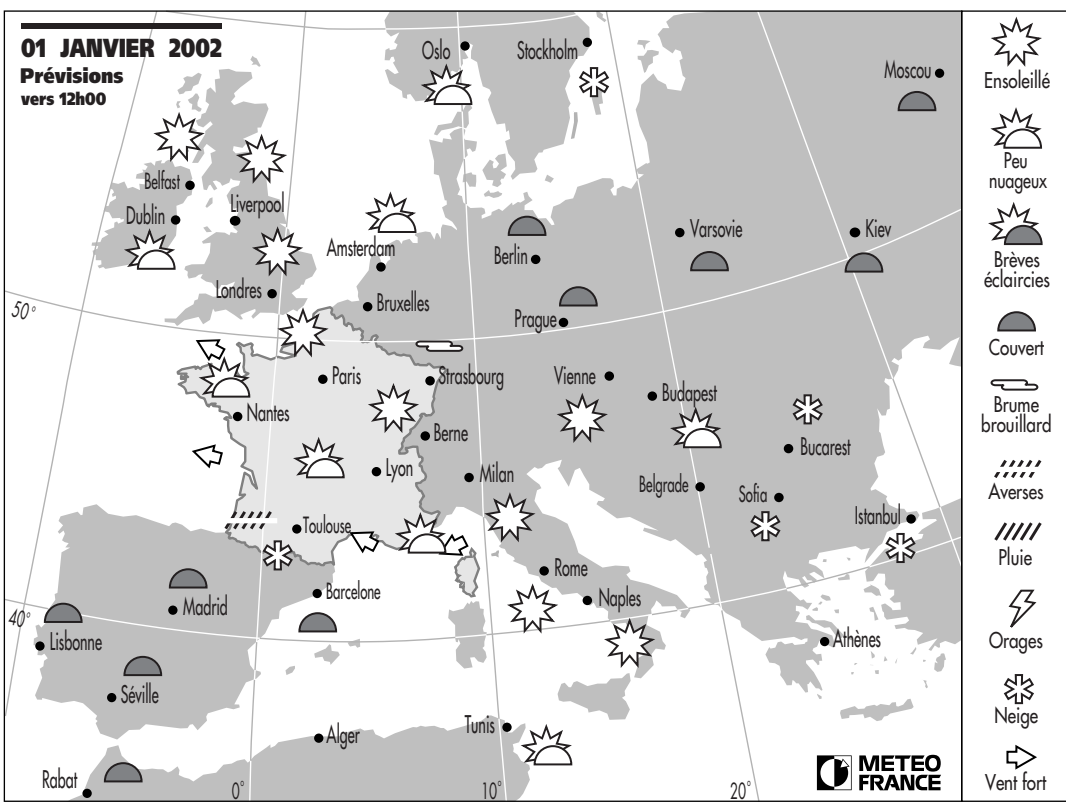 01 JANVIER 2002
Prévisions
vers 12h00
Oslo
Stockholm
Moscou
Belfast
Dublin
Liverpool
Amsterdam
Londres
Bruxelles
Berlin
Varsovie
Kiev
Prague
50°
Paris
Strasbourg
Vienne
Budapest
Nantes
Berne
Bucarest
Lyon
Milan
Belgrade
Sofia
Istanbul
Toulouse
Rome
Naples
Barcelone
Madrid
40°
Lisbonne
Athènes
Séville
Alger
Tunis
Rabat
0°
10°
20°
METEO
FRANCE
Ensoleillé
Peu
nuageux
Brèves
éclaircies
Couvert
Brume
brouillard
Averses
Pluie
Orages
Neige
Vent fort